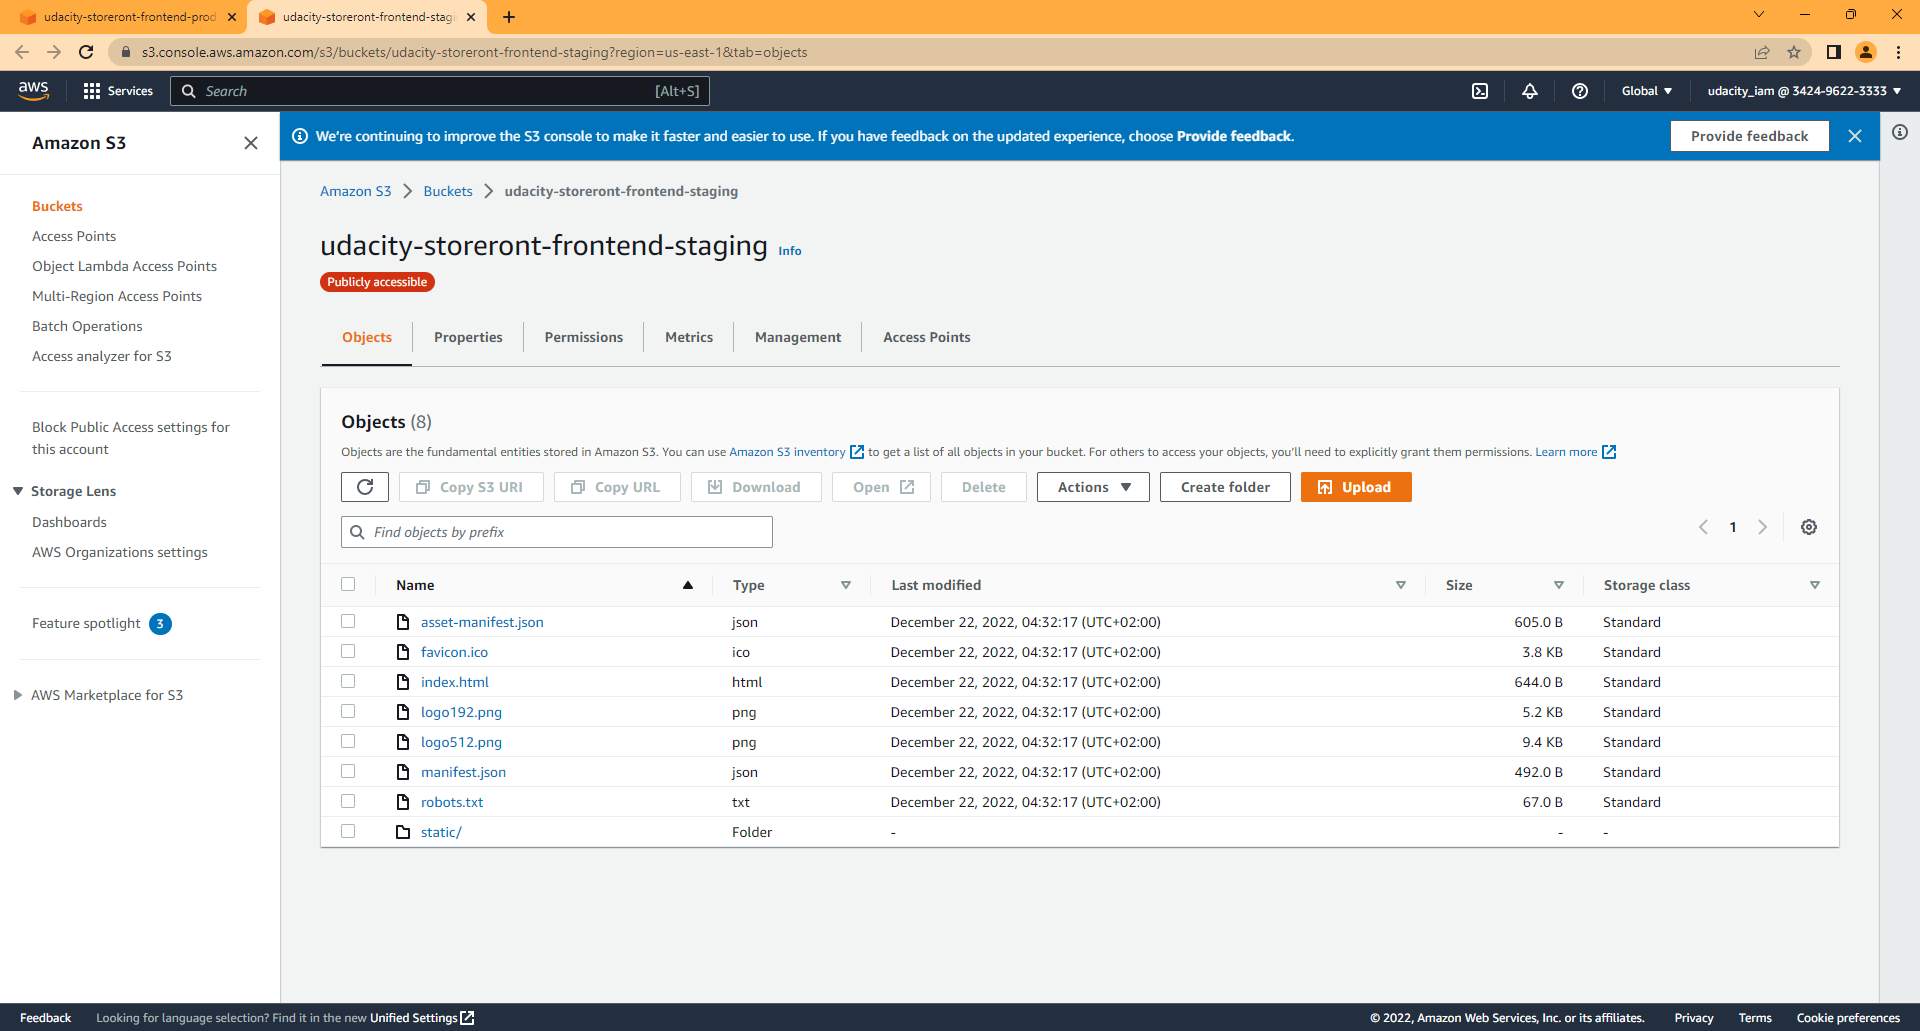 udacity-storeront-frontend-prod
udacity-storeront-frontend-stagi
s3.console.aws.amazon.com/s3/buckets/udacity-storeront-frontend-staging?region=us-east-1&tab=objects
aws
Services
Search
[Alt+S]
Global
udacity_iam @ 3424-9622-3333
Amazon S3
We're continuing to improve the S3 console to make it faster and easier to use. If you have feedback on the updated experience, choose Provide feedback.
Provide feedback
Buckets
Access Points
Object Lambda Access Points
Multi-Region Access Points
Batch Operations
Access analyzer for S3
Block Public Access settings for
this account
Storage Lens
Dashboards
AWS Organizations settings
Feature spotlight 3
AWS Marketplace for S3
Amazon S3 Buckets udacity-storeront-frontend-staging
udacity-storeront-frontend-staging Info
Publicly accessible
Objects Properties Permissions Metrics Management Access Points
Objects (8)
Objects are the fundamental entities stored in Amazon S3. You can use Amazon S3 inventory to get a list of all objects in your bucket. For others to access your objects, you'll need to explicitly grant them permissions. Learn more
Copy S3 URI Copy URL Download Open Delete Actions Create folder Upload
Find objects by prefix
1
Name Type Last modified Size Storage class
asset-manifest.json json December 22, 2022, 04:32:17 (UTC+02:00) 605.0 B Standard
favicon.ico ico December 22, 2022, 04:32:17 (UTC+02:00) 3.8 KB Standard
index.html html December 22, 2022, 04:32:17 (UTC+02:00) 644.0 B Standard
logo192.png png December 22, 2022, 04:32:17 (UTC+02:00) 5.2 KB Standard
logo512.png png December 22, 2022, 04:32:17 (UTC+02:00) 9.4 KB Standard
manifest.json json December 22, 2022, 04:32:17 (UTC+02:00) 492.0 B Standard
robots.txt txt December 22, 2022, 04:32:17 (UTC+02:00) 67.0 B Standard
static/ Folder - - -
Feedback Looking for language selection? Find it in the new Unified Settings © 2022, Amazon Web Services, Inc. or its affiliates. Privacy Terms Cookie preferences